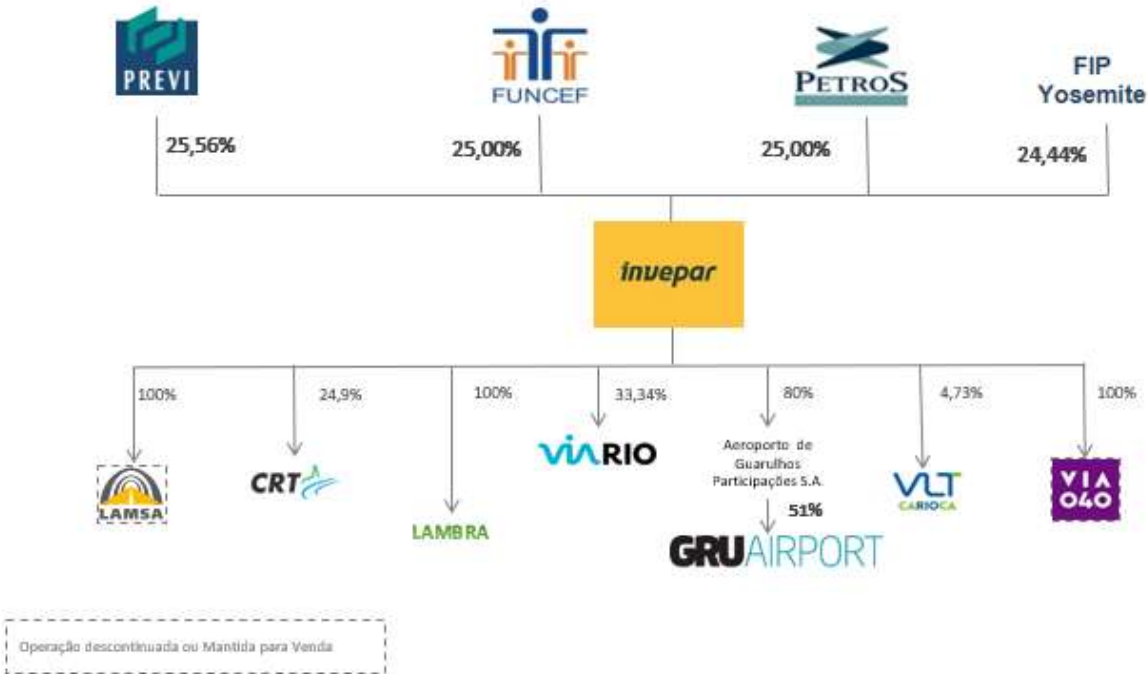 PREVI
FUNCEF
PETROS
FIP
Yosemite
25,56%
25,00%
25,00%
24,44%
invepar
100%
24,9%
100%
33,34%
80%
4,73%
100%
LAMSA
CRT
LAMBRA
VIARIO
Aeroporto de
Guarulhos
Participações S.A.
51%
GRUAIRPORT
VLT
CARIOCA
VIA
040
Operação descontinuada ou Mantida para Venda